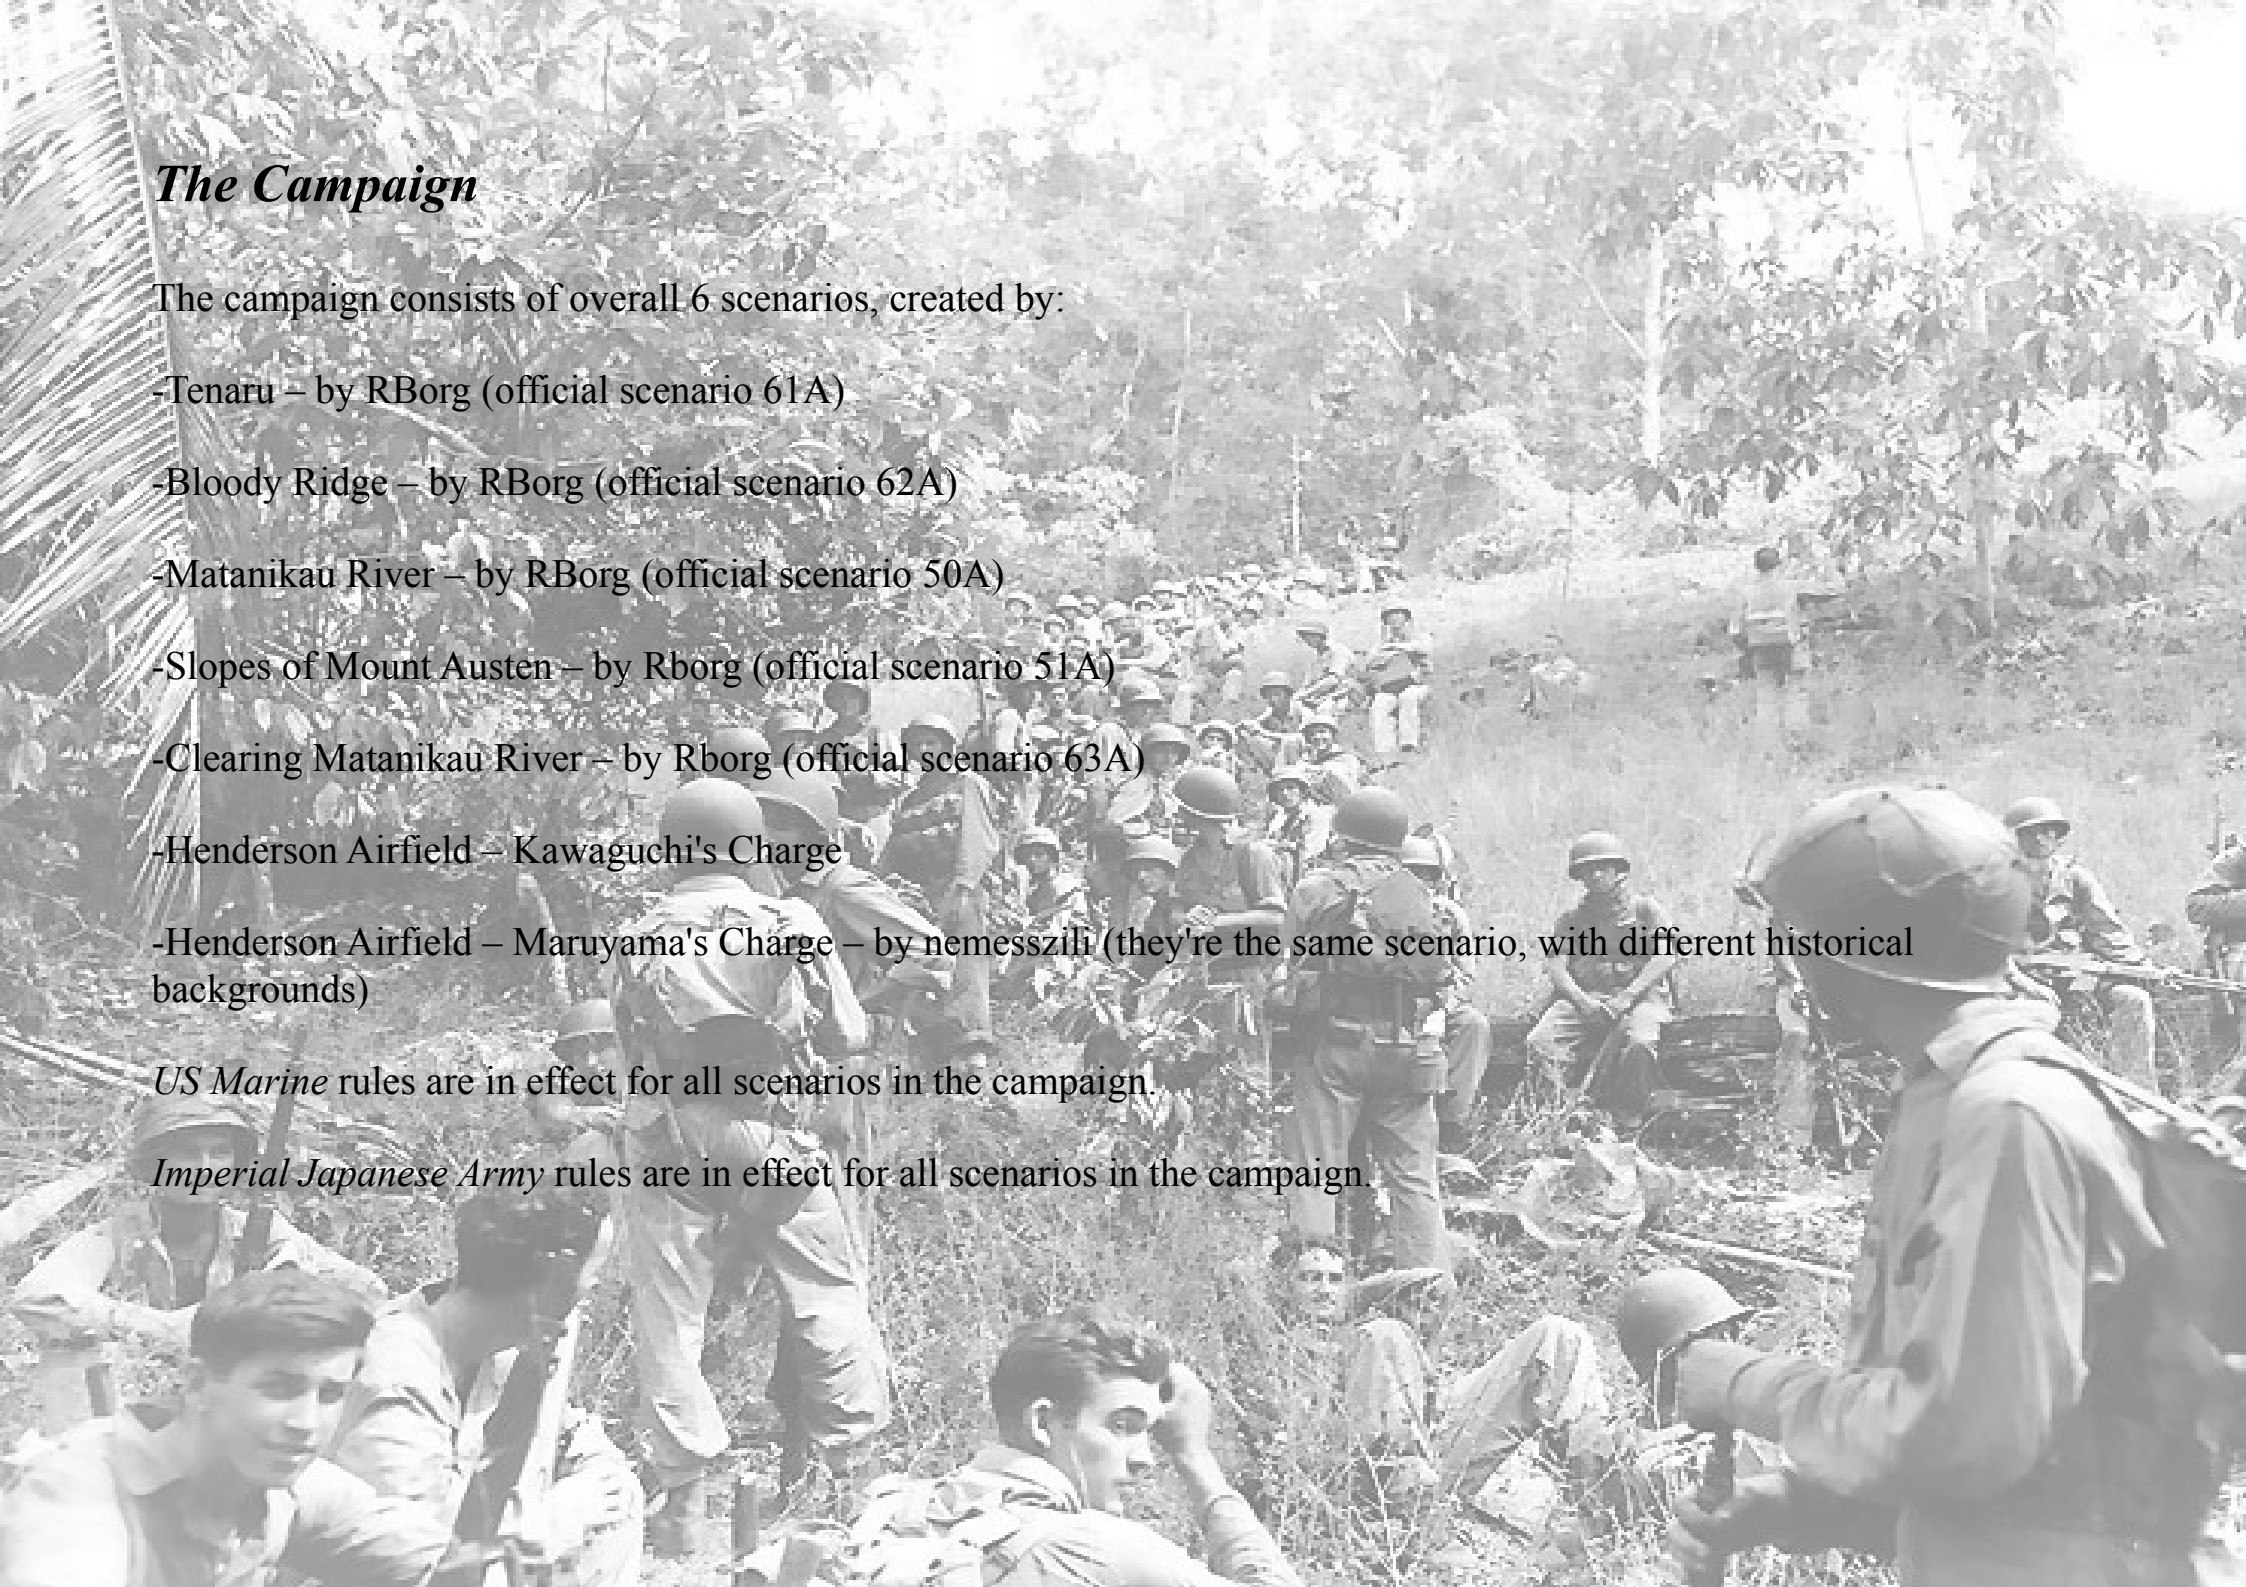 The Campaign
The campaign consists of overall 6 scenarios, created by:
-Tenaru – by RBorg (official scenario 61A)
-Bloody Ridge – by RBorg (official scenario 62A)
-Matanikau River – by RBorg (official scenario 50A)
-Slopes of Mount Austen – by Rborg (official scenario 51A)
-Clearing Matanikau River – by Rborg (official scenario 63A)
-Henderson Airfield – Kawaguchi's Charge
-Henderson Airfield – Maruyama's Charge – by nemesszili (they're the same scenario, with different historical
backgrounds)
US Marine rules are in effect for all scenarios in the campaign.
Imperial Japanese Army rules are in effect for all scenarios in the campaign.